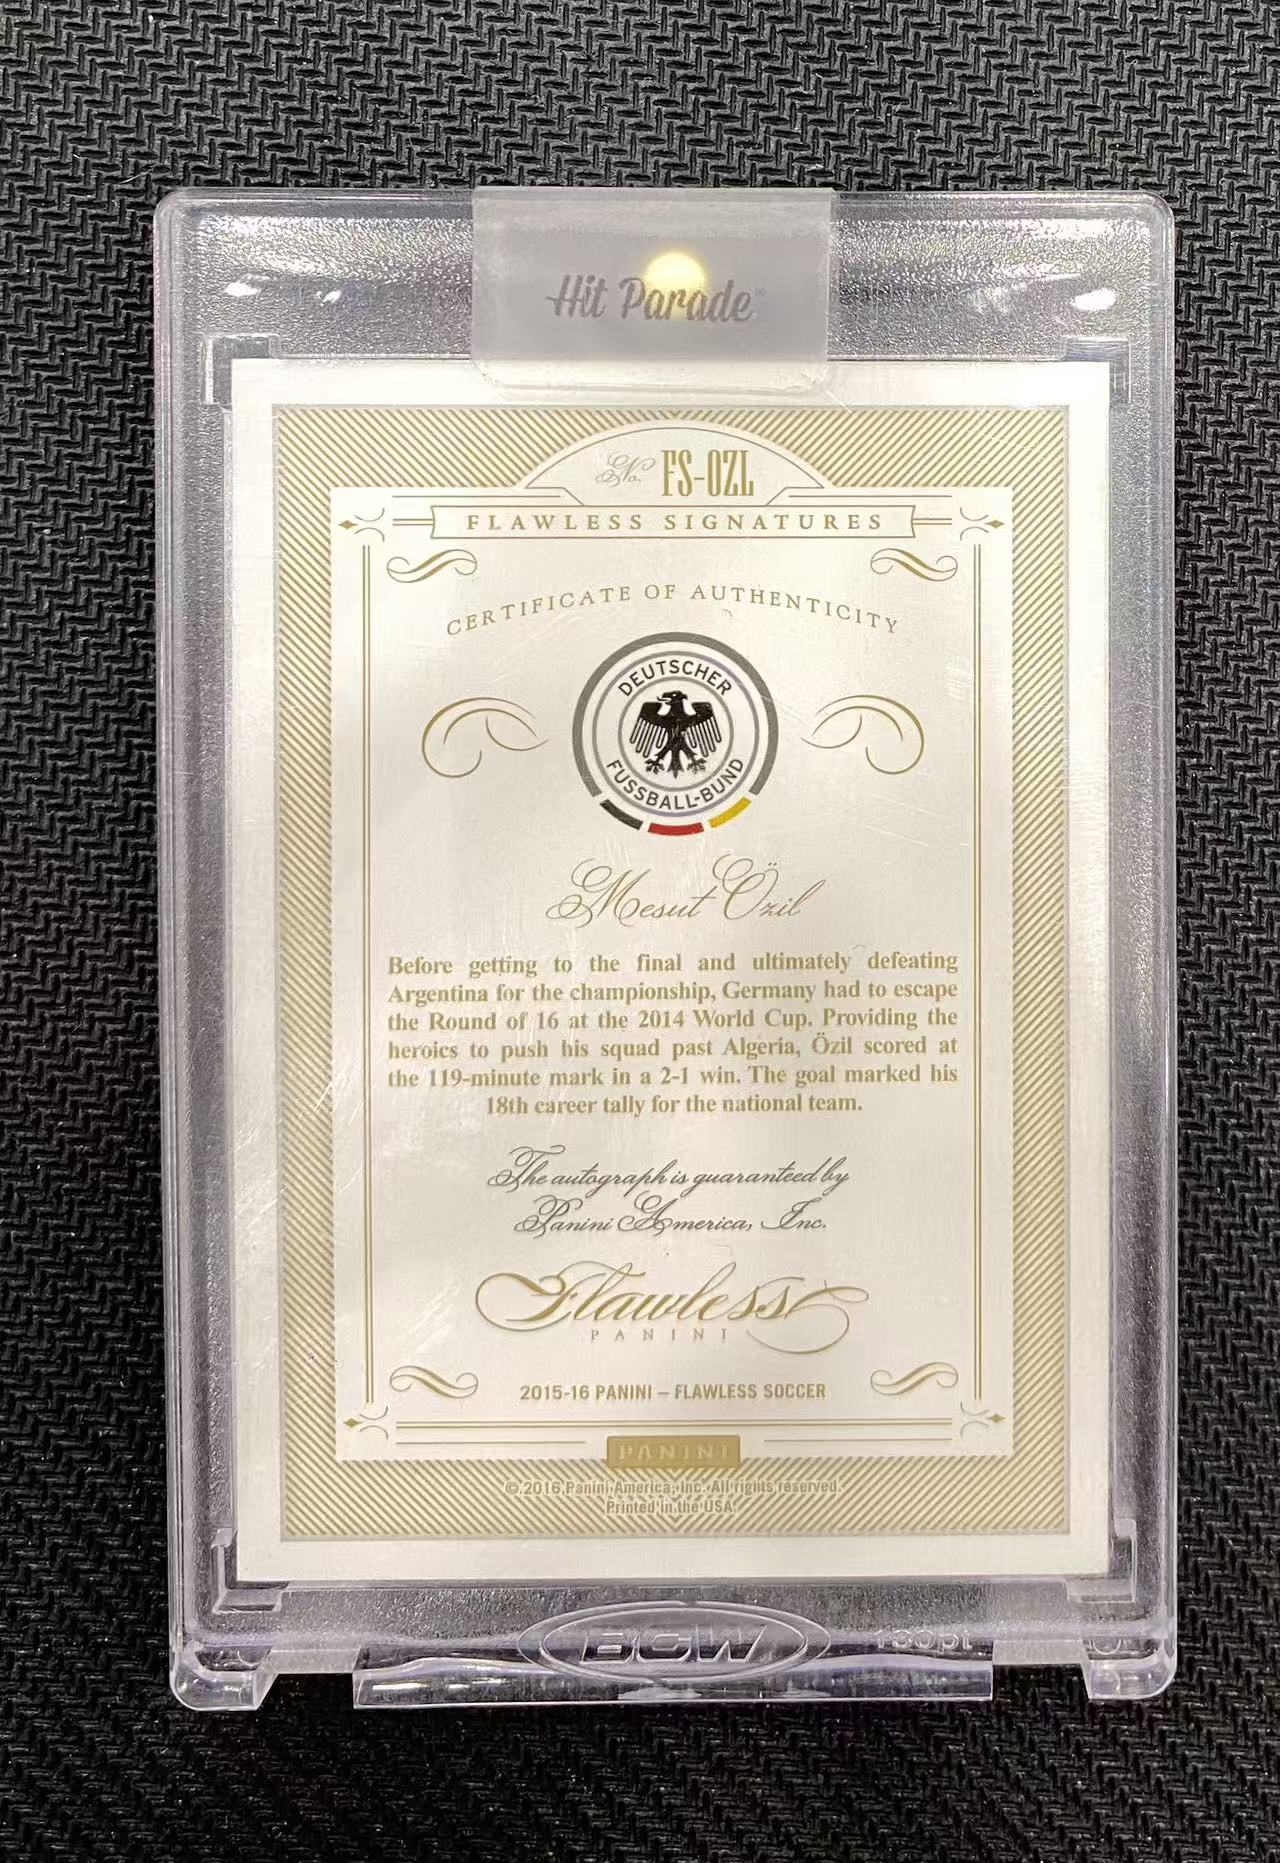 Hit Parade®
No. FS-OZL
FLAWLESS SIGNATURES
CERTIFICATE OF AUTHENTICITY
DEUTSCHER
FUSSBALL-BUND
Mesut Özil
Before getting to the final and ultimately defeating
Argentina for the championship, Germany had to escape
the Round of 16 at the 2014 World Cup. Providing the
heroics to push his squad past Algeria, Özil scored at
the 119-minute mark in a 2-1 win. The goal marked his
18th career tally for the national team.
The autograph is guaranteed by
Panini America, Inc.
Flawless
PANINI
2015-16 PANINI – FLAWLESS SOCCER
PANINI
© 2016 Panini America, Inc. All rights reserved.
Printed in the USA.
BCW